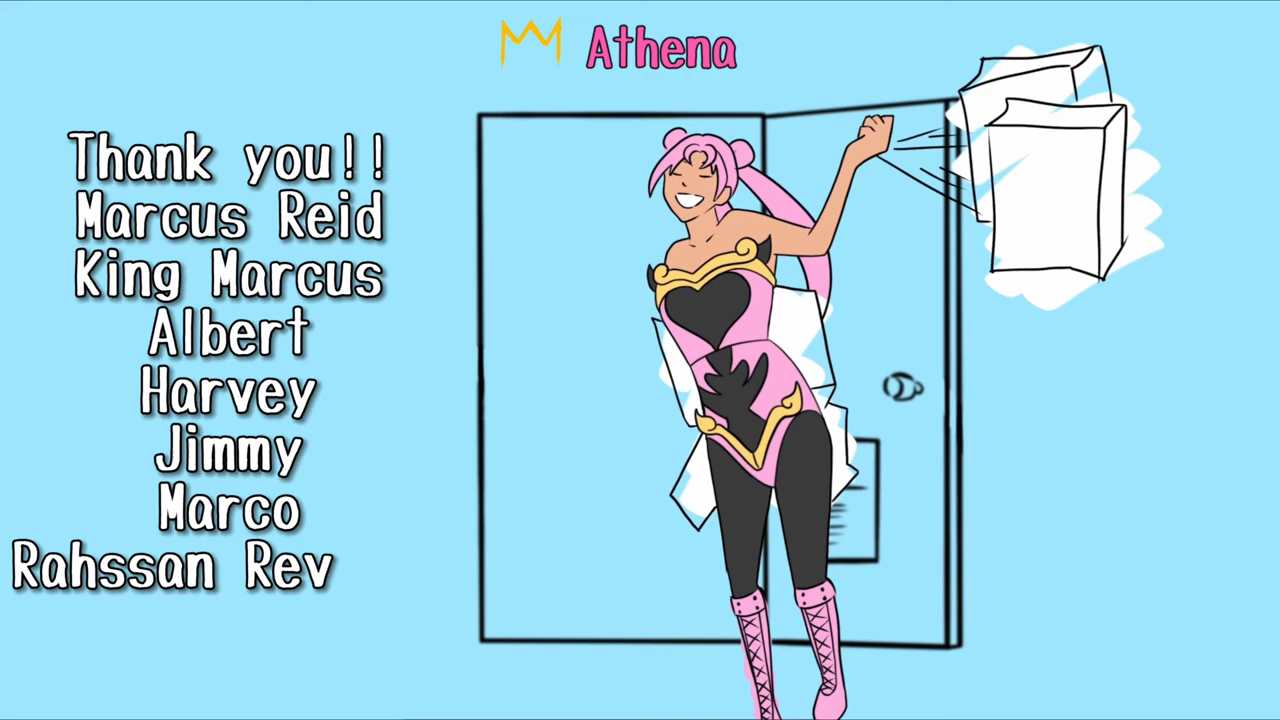 Athena
Thank you!!
Marcus Reid
King Marcus
Albert
Harvey
Jimmy
Marco
Rahssan Rev